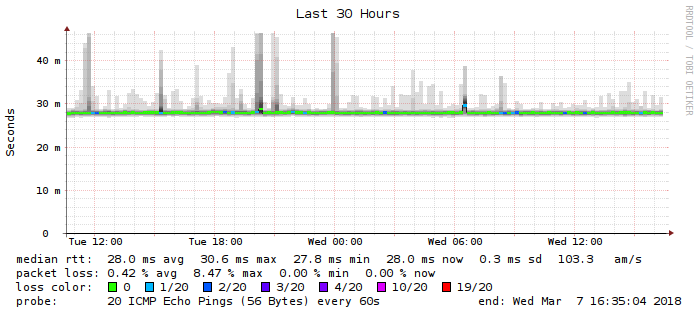 Last 30 Hours
RRDTOOL / TOBI OETIKER
Seconds
40 m
30 m
20 m
10 m
0
Tue 12:00 Tue 18:00 Wed 00:00 Wed 06:00 Wed 12:00
median rtt: 28.0 ms avg 30.6 ms max 27.8 ms min 28.0 ms now 0.3 ms sd 103.3 am/s
packet loss: 0.42 % avg 8.47 % max 0.00 % min 0.00 % now
loss color: 0 1/20 2/20 3/20 4/20 10/20 19/20
probe: 20 ICMP Echo Pings (56 Bytes) every 60s end: Wed Mar 7 16:35:04 2018